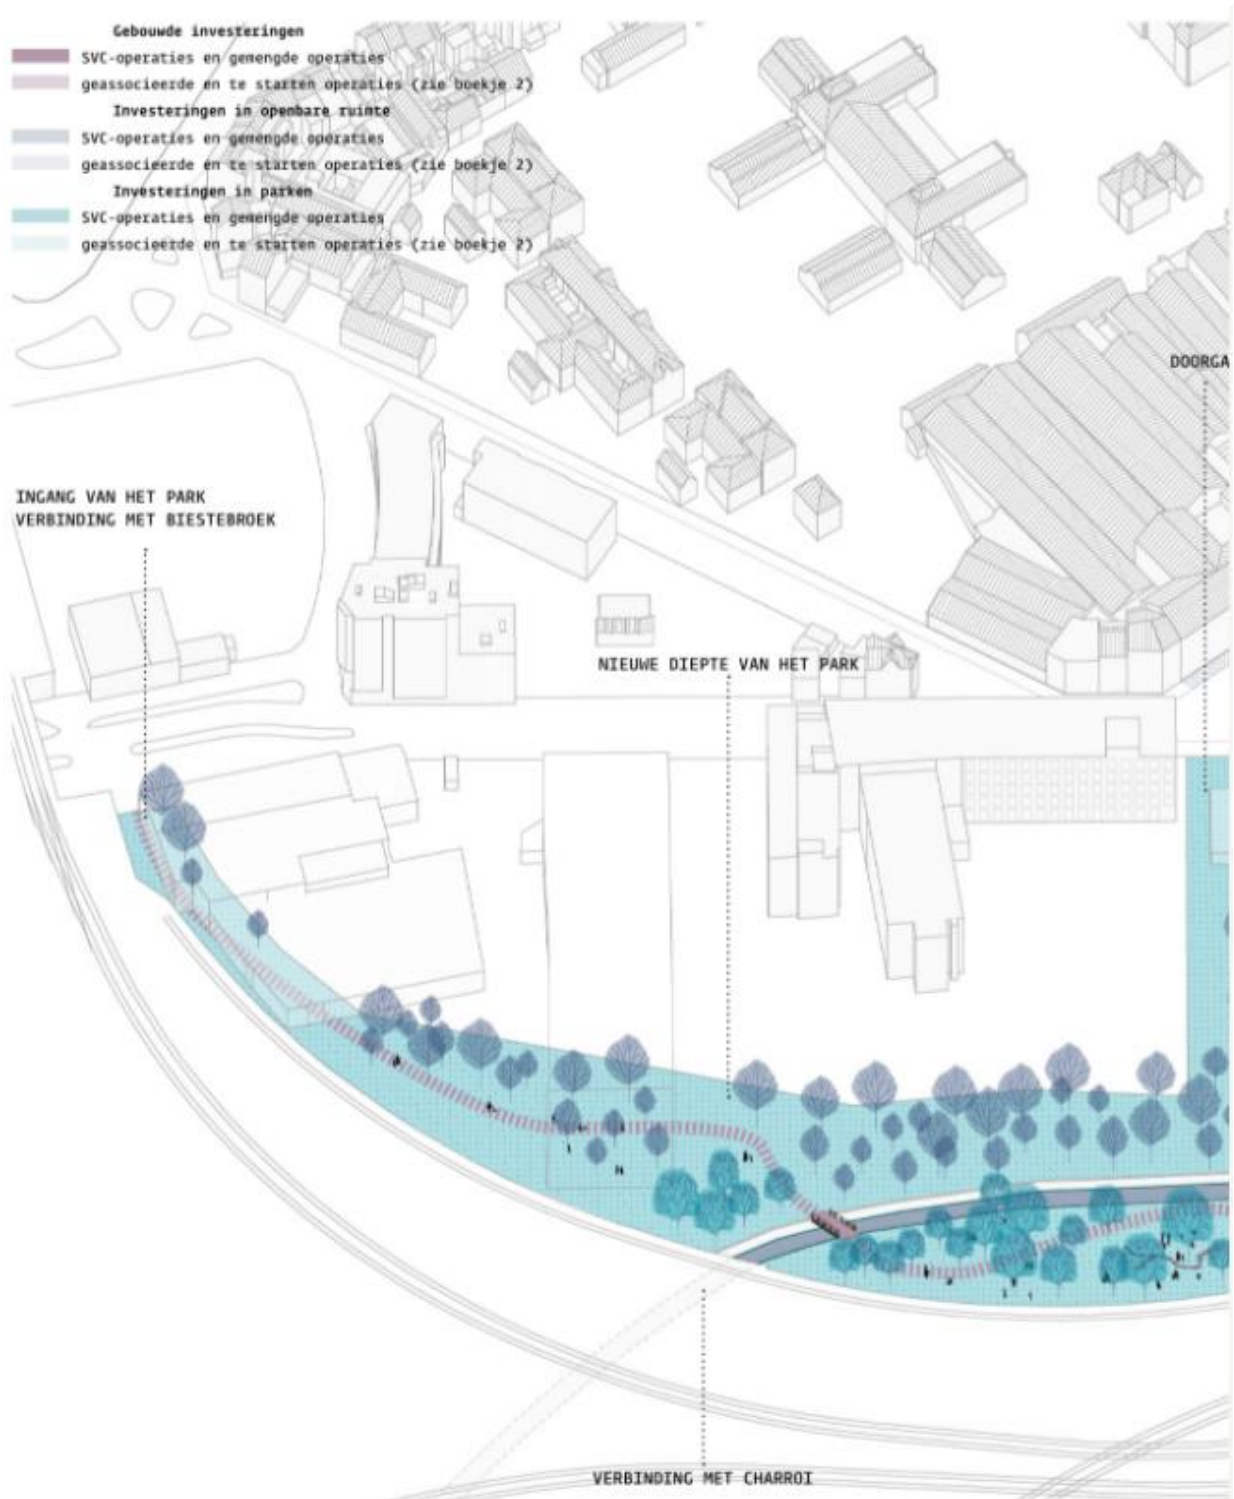 Gebouwde investeringen
SVC-operaties en gemengde operaties
geassocieerde en te starten operaties (zie boekje 2)
Investeringen in openbare ruimte
SVC-operaties en gemengde operaties
geassocieerde en te starten operaties (zie boekje 2)
Investeringen in parken
SVC-operaties en gemengde operaties
geassocieerde en te starten operaties (zie boekje 2)
DOORGA
INGANG VAN HET PARK
VERBINDING MET BIESTEBROEK
NIEUWE DIEPTE VAN HET PARK
VERBINDING MET CHARROI